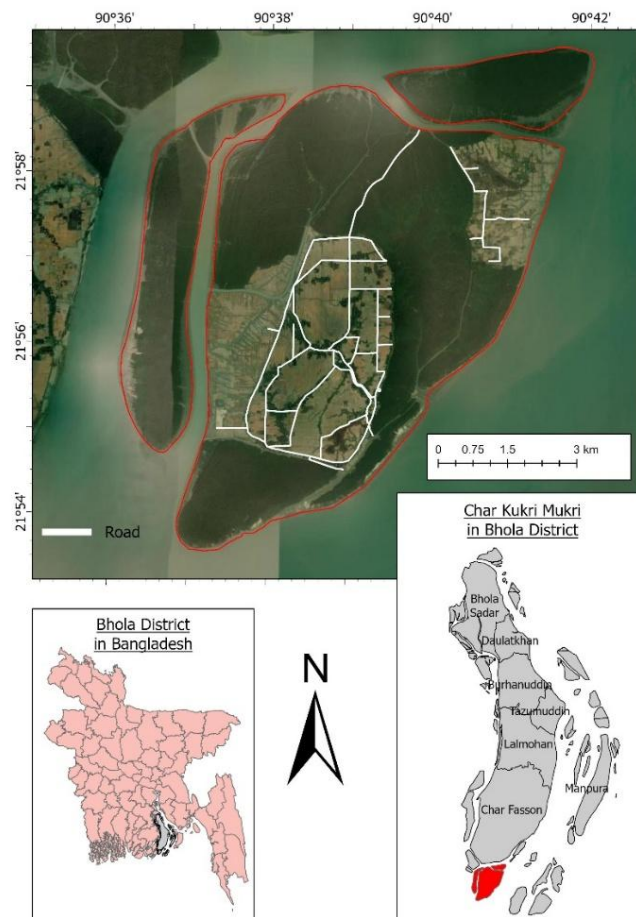 90°36' 90°38' 90°40' 90°42'
21°58'
21°56'
21°54'
0 0.75 1.5 3 km
Road
Char Kukri Mukri
in Bhola District
Bhola
Sadar
Daulatkhan
Burhanuddin
Tazumuddin
Lalmohan
Manpura
Char Fasson
Bhola District
in Bangladesh
N